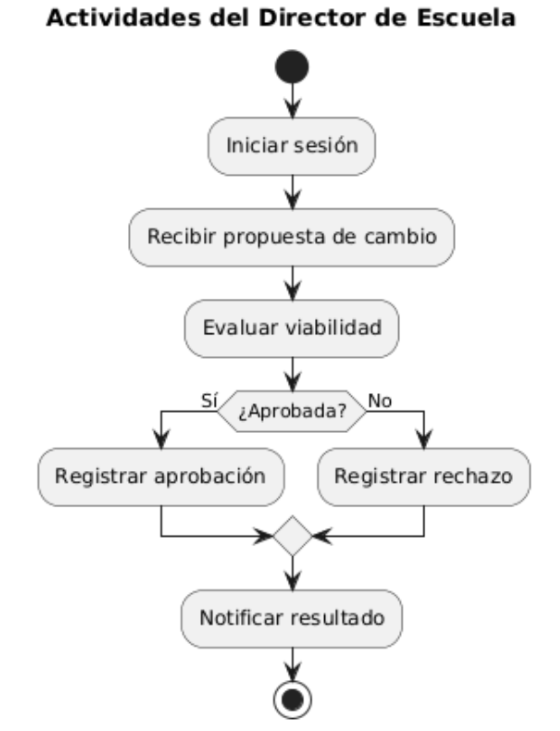 Actividades del Director de Escuela
Iniciar sesión
Recibir propuesta de cambio
Evaluar viabilidad
Sí
¿Aprobada?
No
Registrar aprobación
Registrar rechazo
Notificar resultado